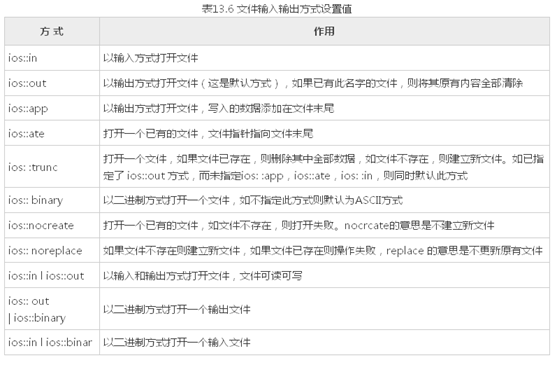 表13.6 文件输入输出方式设置值
方 式 作用
ios::in 以输入方式打开文件
ios::out 以输出方式打开文件（这是默认方式），如果已有此名字的文件，则将其原有内容全部清除
ios::app 以输出方式打开文件，写入的数据添加在文件末尾
ios::ate 打开一个已有的文件，文件指针指向文件末尾
ios: :trunc 打开一个文件，如果文件已存在，则删除其中全部数据，如文件不存在，则建立新文件。如已指
定了 ios::out 方式，而未指定ios: :app，ios::ate，ios: :in，则同时默认此方式
ios:: binary 以二进制方式打开一个文件，如不指定此方式则默认为ASCII方式
ios::nocreate 打开一个已有的文件，如文件不存在，则打开失败。nocrcate的意思是不建立新文件
ios:: noreplace 如果文件不存在则建立新文件，如果文件已存在则操作失败，replace 的意思是不更新原有文件
ios::in l ios::out 以输入和输出方式打开文件，文件可读可写
ios:: out
| ios::binary 以二进制方式打开一个输出文件
ios::in l ios::binar 以二进制方式打开一个输入文件